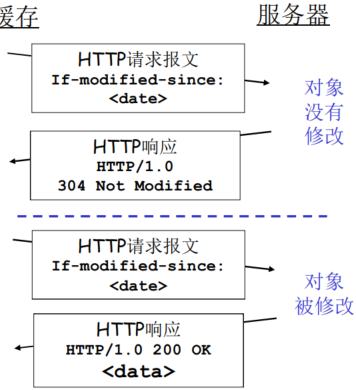 缓存
服务器
HTTP请求报文
If-modified-since:
<date>
对象
没有
修改
HTTP响应
HTTP/1.0
304 Not Modified
HTTP请求报文
If-modified-since:
<date>
对象
被修改
HTTP响应
HTTP/1.0 200 OK
<data>